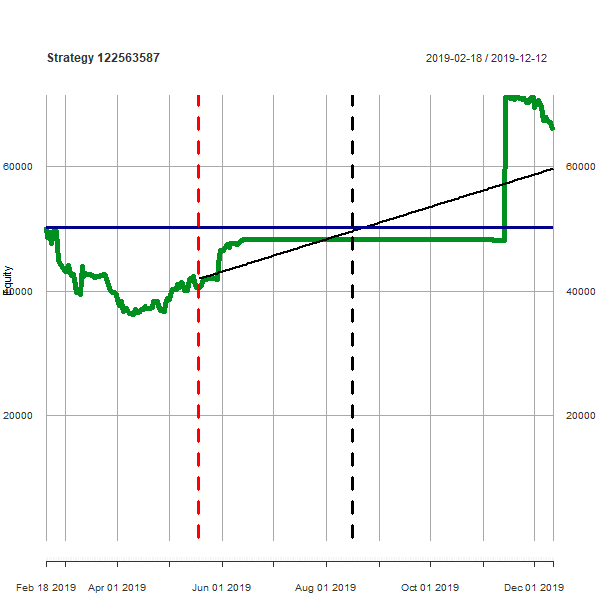 Strategy 122563587
2019-02-18 / 2019-12-12
60000 60000
Equity
40000 40000
20000 20000
Feb 18 2019 Apr 01 2019 Jun 01 2019 Aug 01 2019 Oct 01 2019 Dec 01 2019